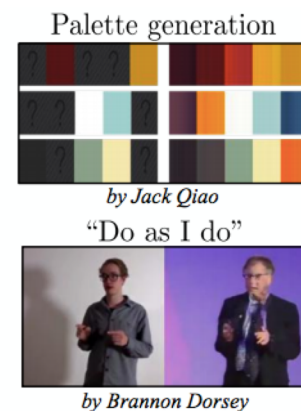 Palette generation
? ? ? ?
? ? ?
? ? ?
by Jack Qiao
“Do as I do”
by Brannon Dorsey